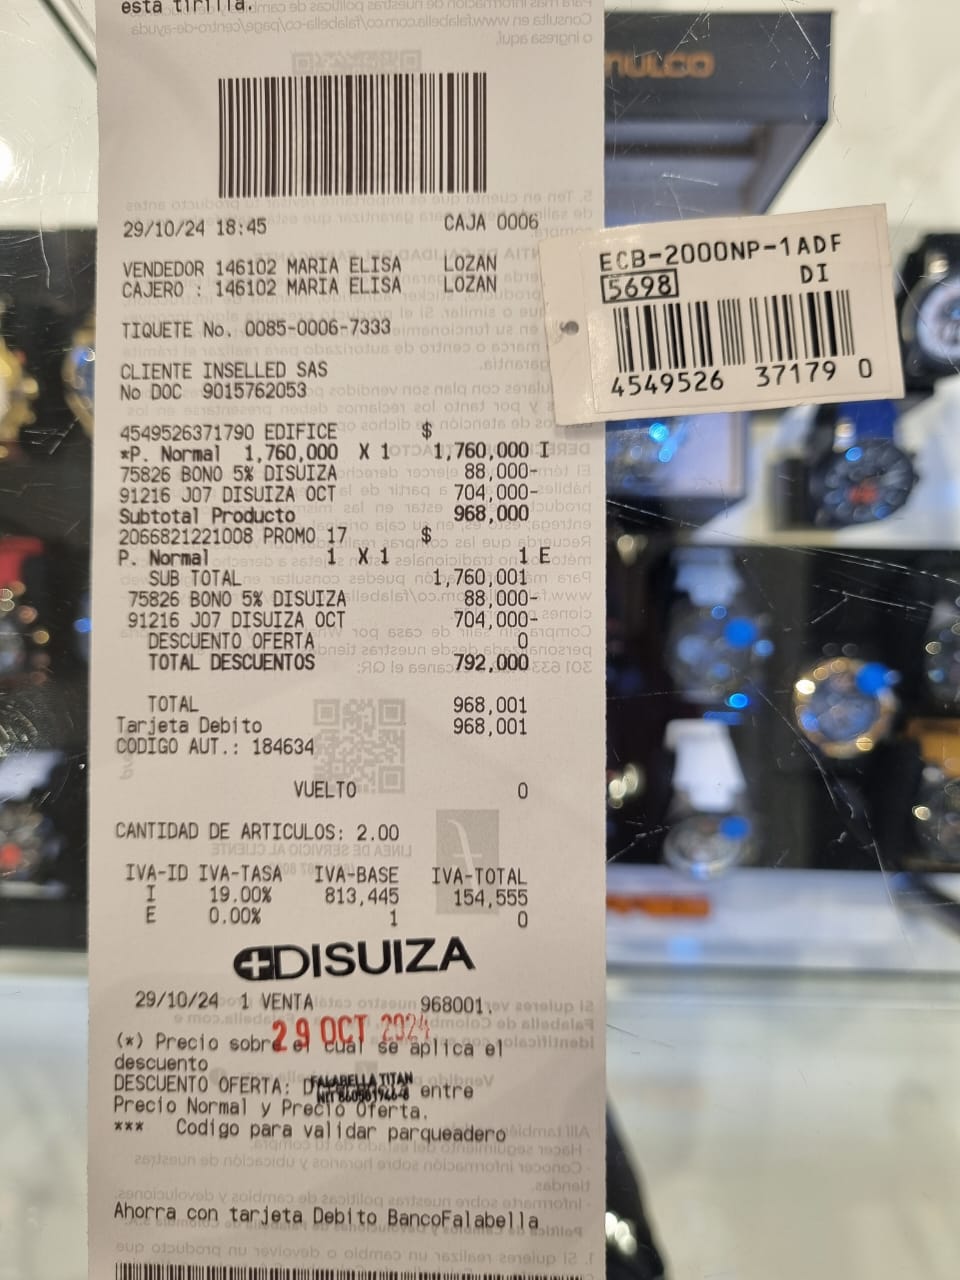 esta tirilla.
29/10/24 18:45 CAJA 0006
VENDEDOR 146102 MARIA ELISA LOZAN
CAJERO : 146102 MARIA ELISA LOZAN
TIQUETE No. 0085-0006-7333
CLIENTE INSELLED SAS
No DOC 9015762053
4549526371790 EDIFICE $
*P. Normal 1,760,000 X 1 1,760,000 I
75826 BONO 5% DISUIZA 88,000-
91216 J07 DISUIZA OCT 704,000-
Subtotal Producto 968,000
2066821221008 PROMO 17 $
P. Normal 1 X 1 1 E
SUB TOTAL 1,760,001
75826 BONO 5% DISUIZA 88,000-
91216 J07 DISUIZA OCT 704,000-
DESCUENTO OFERTA 0
TOTAL DESCUENTOS 792,000
TOTAL 968,001
Tarjeta Debito 968,001
CODIGO AUT.: 184634
VUELTO 0
CANTIDAD DE ARTICULOS: 2.00
IVA-ID IVA-TASA IVA-BASE IVA-TOTAL
I 19.00% 813,445 154,555
E 0.00% 1 0
DISUIZA
29/10/24 1 VENTA 968001.
29 OCT 2024
(*) Precio sobre el cual se aplica el
descuento
DESCUENTO OFERTA: entre
FALABELLA TITAN
Precio Normal y Precio Oferta.
*** Codigo para validar parqueadero
Ahorra con tarjeta Debito BancoFalabella
ECB-2000NP-1ADF
5698 DI
4549526 37179 0